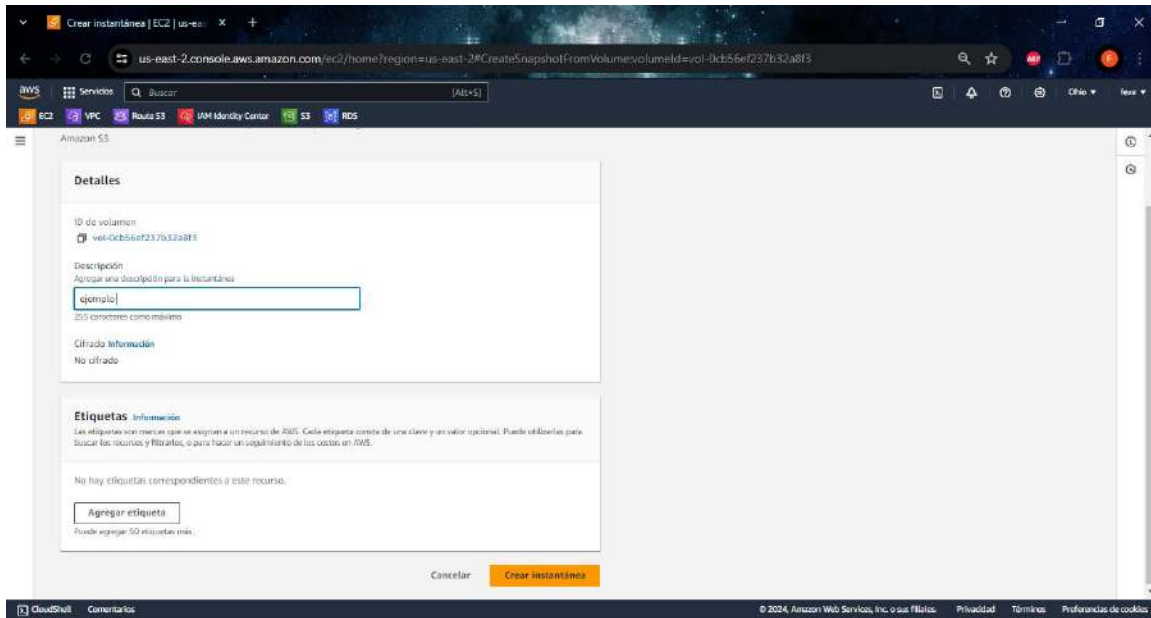 Crear instantánea | EC2 | us-ea
us-east-2.console.aws.amazon.com/ec2/home?region=us-east-2#CreateSnapshotFromVolume:volumeId=vol-0cb56ef237b32a8f3
aws Servicios Buscar [Alt+S] Ohio
EC2 VPC Route 53 IAM Identity Center S3 RDS
Amazon S3.
Detalles
ID de volumen
vol-0cb56ef237b32a8f3
Descripción
Agregar una descripción para la instantánea
ejemplo
255 caracteres como máximo
Cifrado Información
No cifrado
Etiquetas Información
Las etiquetas son marcas que se asignan a un recurso de AWS. Cada etiqueta consta de una clave y un valor opcional. Puede utilizarlas para
buscar los recursos y filtrarlos, o para hacer un seguimiento de los costos en AWS.
No hay etiquetas correspondientes a este recurso.
Agregar etiqueta
Puede agregar 50 etiquetas más.
Cancelar Crear instantánea
CloudShell Comentarios © 2024, Amazon Web Services, Inc. o sus filiales. Privacidad Términos Preferencias de cookies